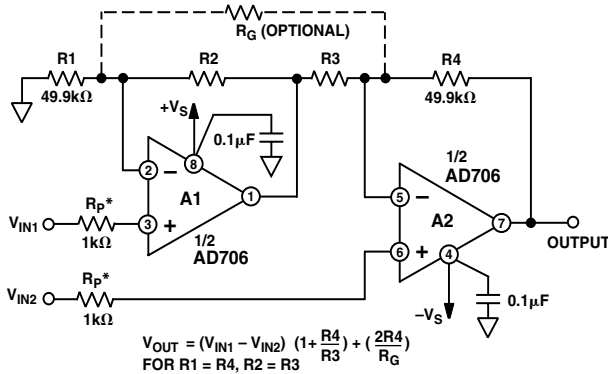 R_G (OPTIONAL)
R1
49.9kΩ
R2
R3
R4
49.9kΩ
+V_S
0.1µF
8
2
−
A1
1
3
+
1/2
AD706
V_IN1
R_P*
1kΩ
1/2
AD706
5
−
A2
7
6
+
4
OUTPUT
V_IN2
R_P*
1kΩ
−V_S
0.1µF
V_OUT = (V_IN1 – V_IN2) (1+ R4/R3) + (2R4/R_G)
FOR R1 = R4, R2 = R3